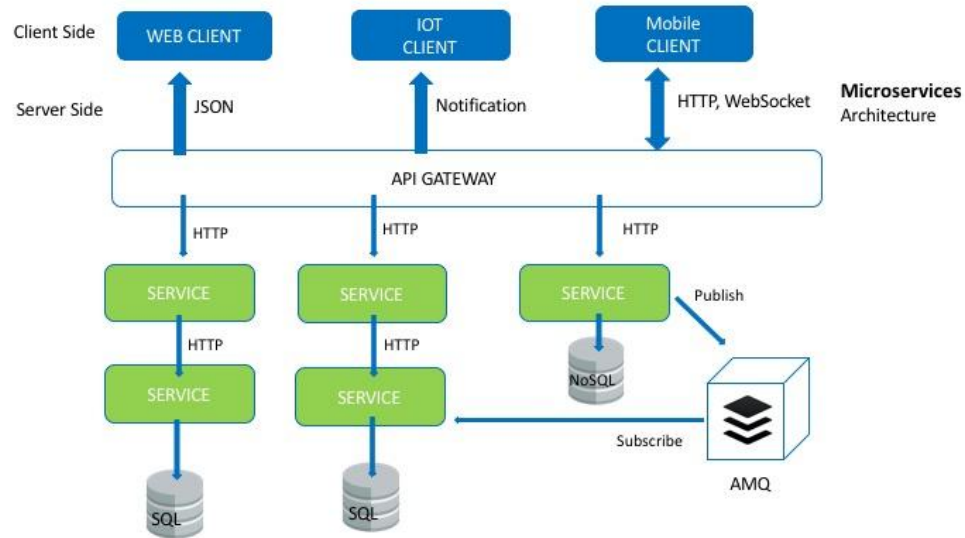 Client Side
WEB CLIENT
IOT
CLIENT
Mobile
CLIENT
Server Side
JSON
Notification
HTTP, WebSocket
Microservices
Architecture
API GATEWAY
HTTP
HTTP
HTTP
SERVICE
SERVICE
SERVICE
Publish
HTTP
HTTP
NoSQL
SERVICE
SERVICE
Subscribe
AMQ
SQL
SQL